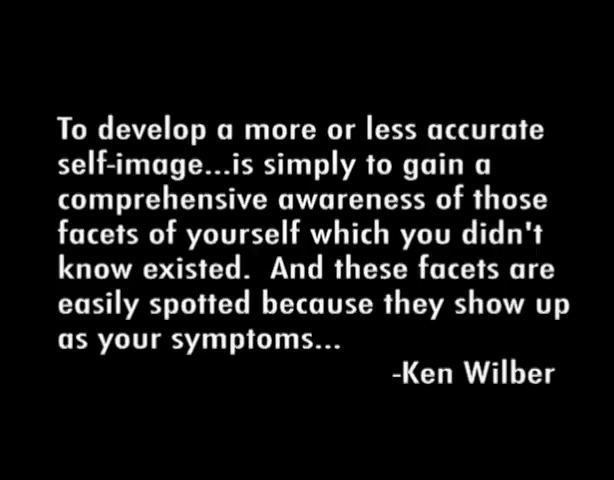 To develop a more or less accurate
self-image...is simply to gain a
comprehensive awareness of those
facets of yourself which you didn't
know existed.  And these facets are
easily spotted because they show up
as your symptoms...
-Ken Wilber